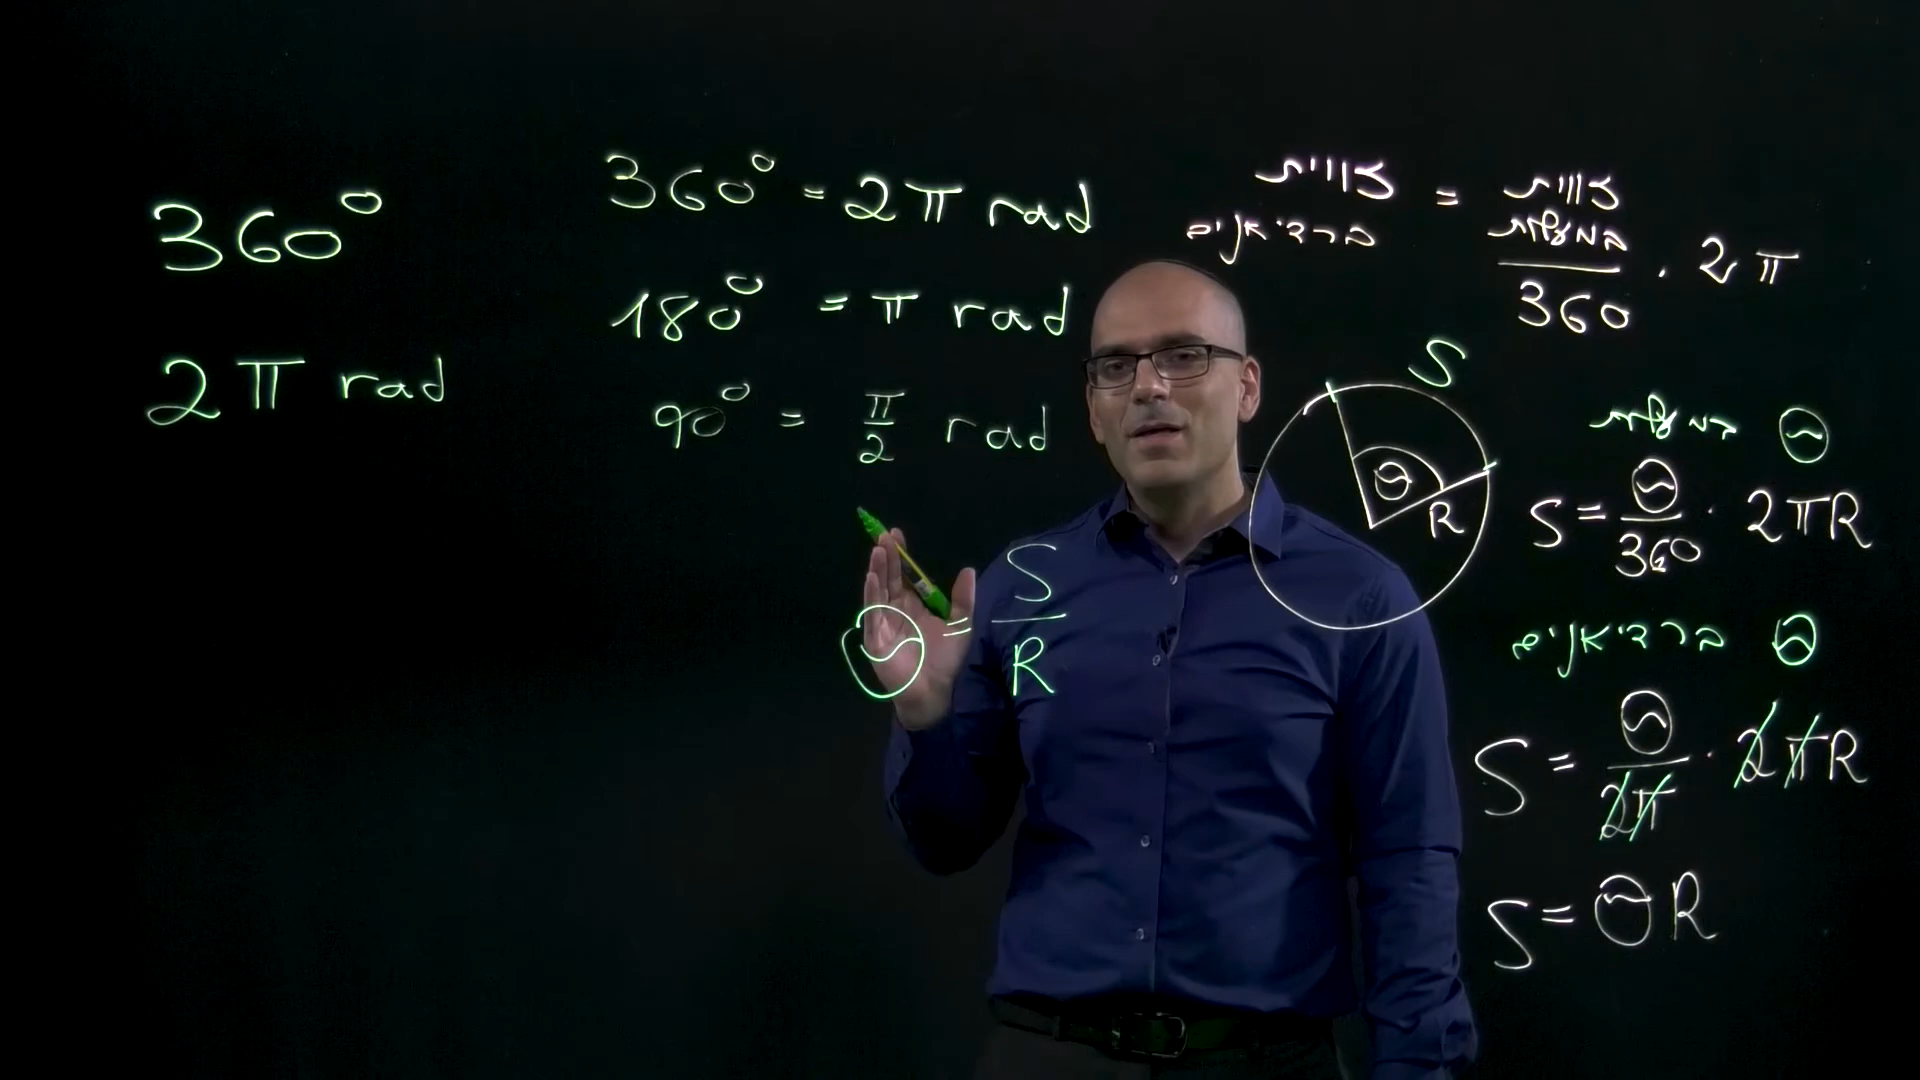 360°
2π rad
360° = 2π rad
180° = π rad
90° = π/2 rad
θ = S/R
זווית ברדיאנים = זווית במעלות/360 · 2π
S
θ
R
θ במעלות
S = θ/360 · 2πR
θ ברדיאנים
S = θ/2π · 2πR
S = θR